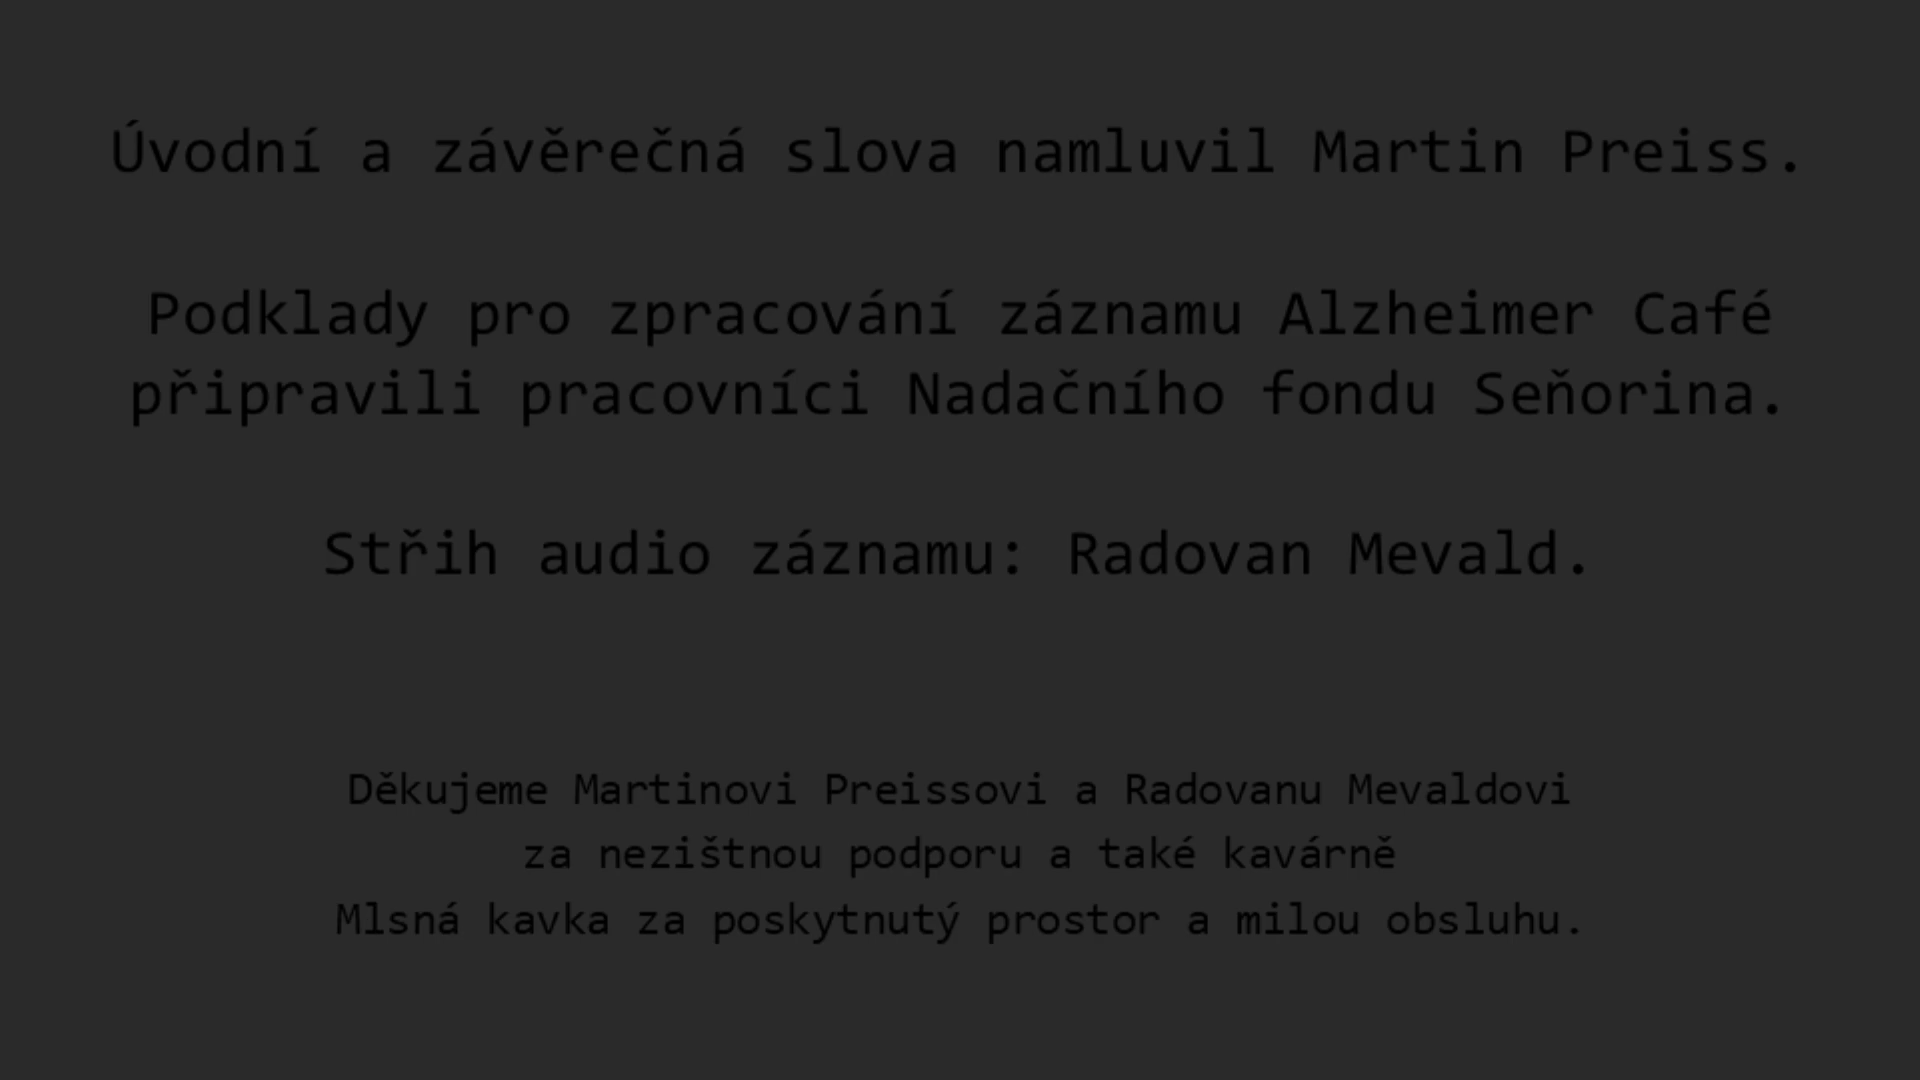 Úvodní a závěrečná slova namluvil Martin Preiss.
Podklady pro zpracování záznamu Alzheimer Café
připravili pracovníci Nadačního fondu Seňorina.
Střih audio záznamu: Radovan Mevald.
Děkujeme Martinovi Preissovi a Radovanu Mevaldovi
za nezištnou podporu a také kavárně
Mlsná kavka za poskytnutý prostor a milou obsluhu.